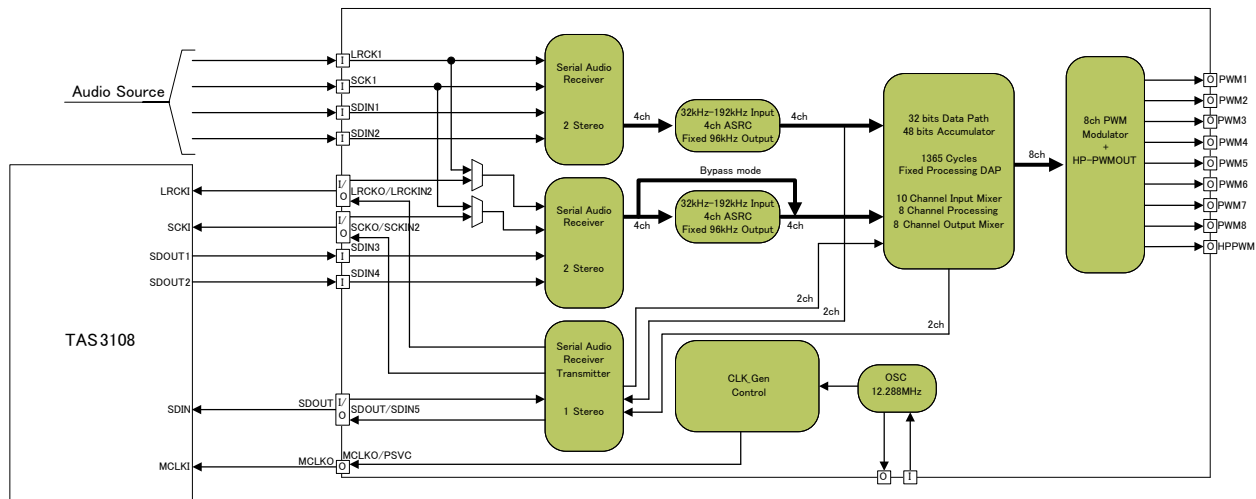 Audio Source
LRCK1
SCK1
SDIN1
SDIN2
I
I
I
I
Serial Audio
Receiver
2 Stereo
4ch
32kHz-192kHz Input
4ch ASRC
Fixed 96kHz Output
4ch
32 bits Data Path
48 bits Accumulator
1365 Cycles
Fixed Processing DAP
10 Channel Input Mixer
8 Channel Processing
8 Channel Output Mixer
8ch
8ch PWM
Modulator
+
HP-PWMOUT
O
PWM1
O
PWM2
O
PWM3
O
PWM4
O
PWM5
O
PWM6
O
PWM7
O
PWM8
O
HPPWM
LRCKI
I/
O
LRCKO/LRCKIN2
SCKI
I/
O
SCKO/SCKIN2
SDOUT1
I
SDIN3
SDOUT2
I
SDIN4
Serial Audio
Receiver
2 Stereo
Bypass mode
4ch
32kHz-192kHz Input
4ch ASRC
Fixed 96kHz Output
4ch
2ch
2ch
TAS3108
Serial Audio
Receiver
Transmitter
1 Stereo
CLK_Gen
Control
OSC
12.288MHz
SDIN
SDOUT
I/
O
SDOUT/SDIN5
MCLKI
MCLKO
O
MCLKO/PSVC
O
I